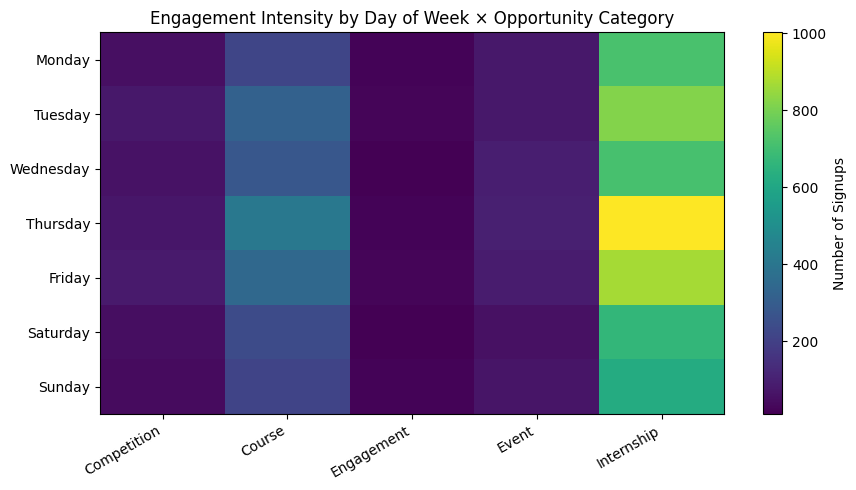 Engagement Intensity by Day of Week × Opportunity Category
Monday
Tuesday
Wednesday
Thursday
Friday
Saturday
Sunday
Competition
Course
Engagement
Event
Internship
1000
800
600
400
200
Number of Signups